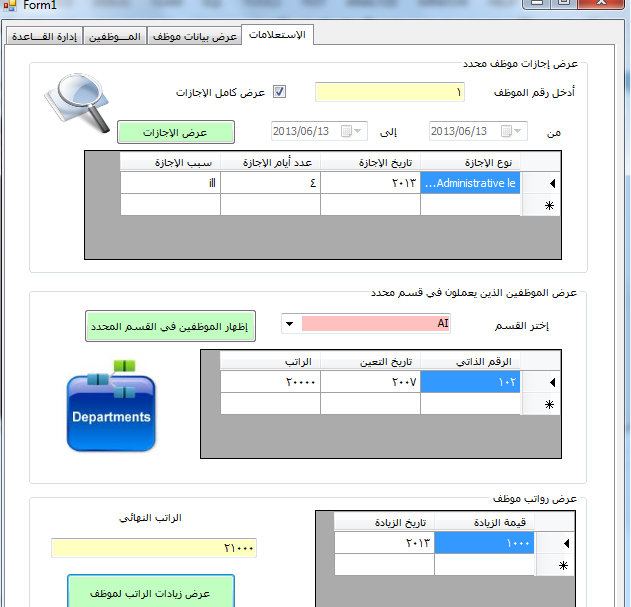 Form1
الإستعلامات
عرض بيانات موظف
المـــوظفين
إدارة القـــاعدة
عرض إجازات موظف محدد
أدخل رقم الموظف
١
عرض كامل الإجازات
من
2013/06/13
إلى
2013/06/13
عرض الإجازات
نوع الإجازة
تاريخ الإجازة
عدد أيام الإجازة
سبب الإجازة
Administrative le...
٢٠١٣
٤
ill
عرض الموظفين الذين يعملون في قسم محدد
إختر القسم
AI
إظهار الموظفين في القسم المحدد
الرقم الذاتي
تاريخ التعين
الراتب
١٠٢
٢٠٠٧
٢٠٠٠٠
Departments
عرض رواتب موظف
الراتب النهائي
قيمة الزيادة
تاريخ الزيادة
١٠٠٠
٢٠١٣
٢١٠٠٠
عرض زيادات الراتب لموظف